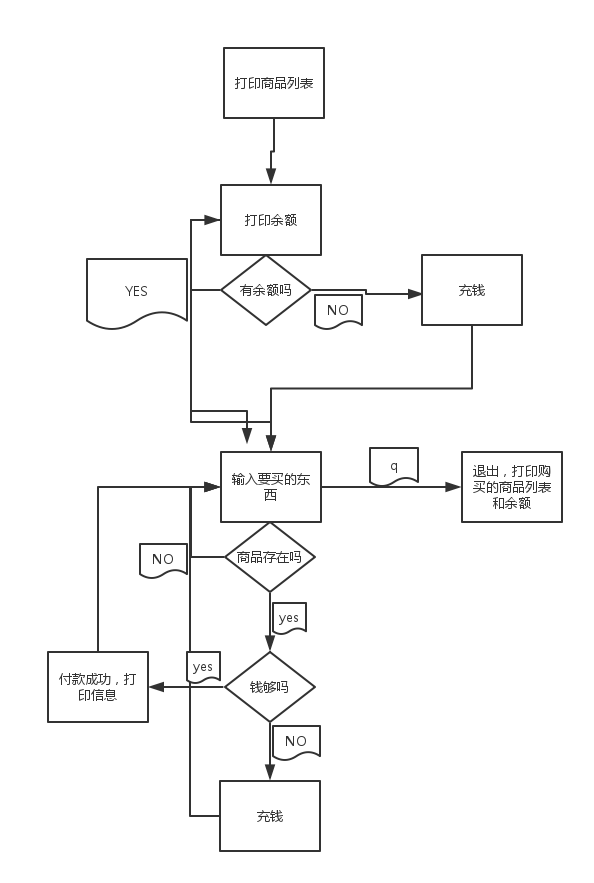 打印商品列表
打印余额
YES
有余额吗
NO
充钱
输入要买的东
西
q
退出，打印购
买的商品列表
和余额
NO
商品存在吗
yes
付款成功，打
印信息
yes
钱够吗
NO
充钱